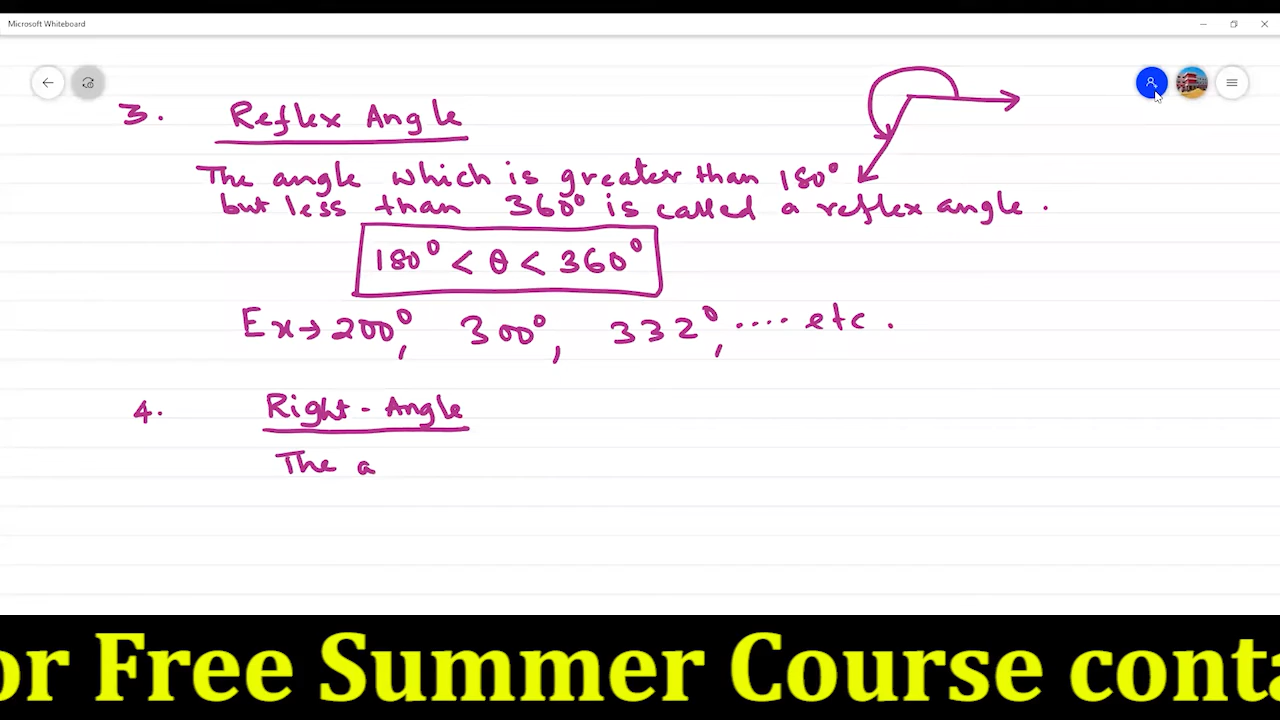 Microsoft Whiteboard
3. Reflex Angle
The angle which is greater than 180°
but less than 360° is called a reflex angle.
180° < θ < 360°
Ex→ 200°, 300°, 332°, .... etc.
4. Right-Angle
The a
or Free Summer Course conta